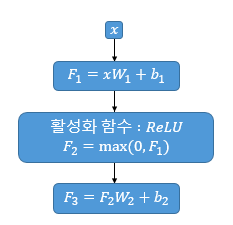 x
F₁ = xW₁ + b₁
활성화 함수 : ReLU
F₂ = max(0, F₁)
F₃ = F₂W₂ + b₂